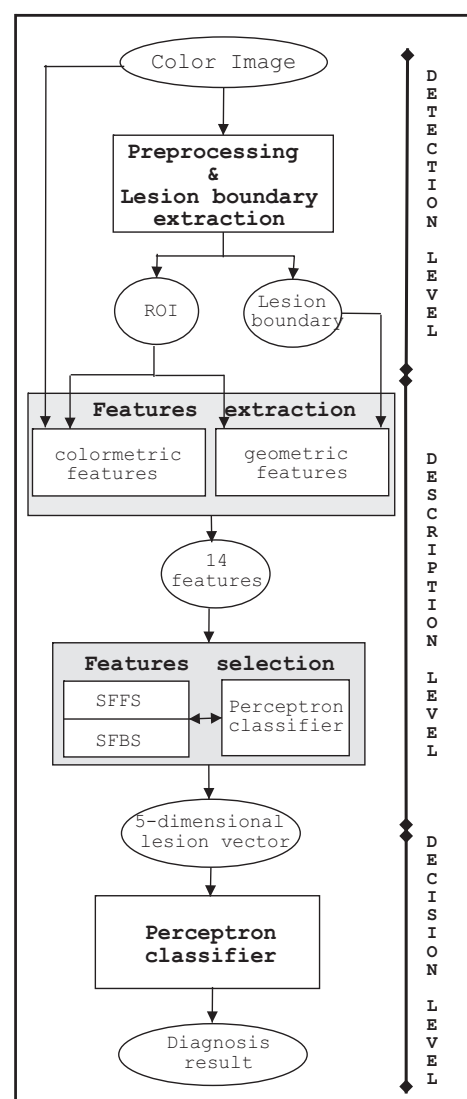 Color Image
Preprocessing
&
Lesion boundary
extraction
ROI
Lesion
boundary
Features extraction
colormetric
features
geometric
features
14
features
Features selection
SFFS
SFBS
Perceptron
classifier
5-dimensional
lesion vector
Perceptron
classifier
Diagnosis
result
DETECTION LEVEL
DESCRIPTION LEVEL
DECISION LEVEL